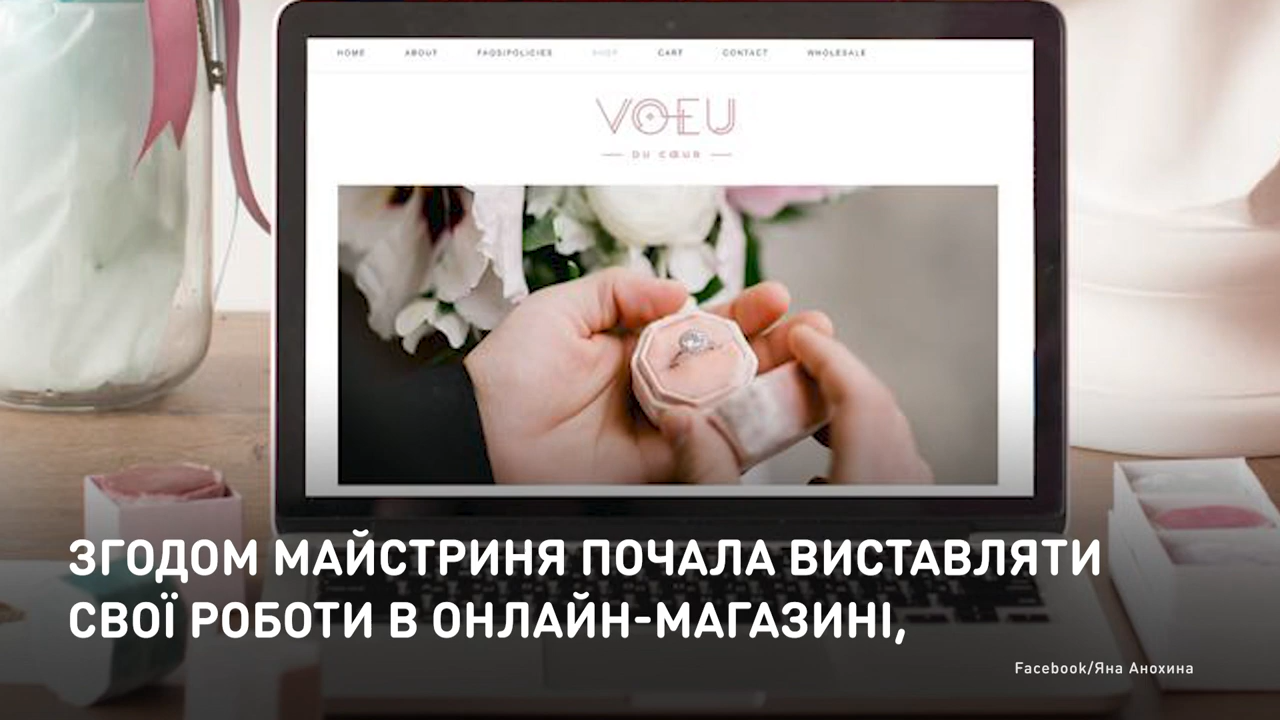 HOME ABOUT FAQS/POLICIES SHOP CART CONTACT WHOLESALE
VOEU
DU CŒUR
ЗГОДОМ МАЙСТРИНЯ ПОЧАЛА ВИСТАВЛЯТИ
СВОЇ РОБОТИ В ОНЛАЙН-МАГАЗИНІ,
Facebook/Яна Анохина